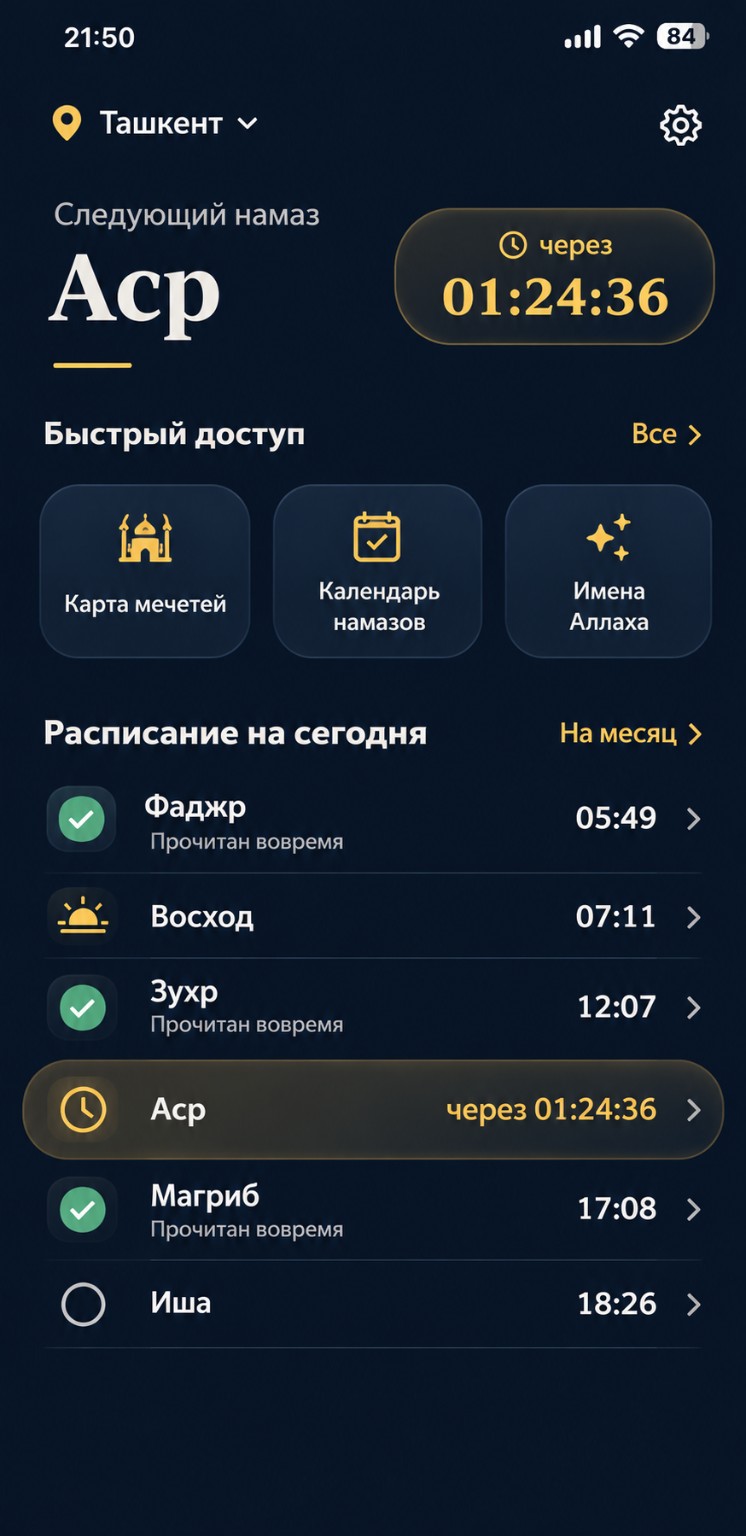 21:50
84
Ташкент
Следующий намаз
Аср
через
01:24:36
Быстрый доступ
Все
Карта мечетей
Календарь
намазов
Имена
Аллаха
Расписание на сегодня
На месяц
Фаджр
05:49
Прочитан вовремя
Восход
07:11
Зухр
12:07
Прочитан вовремя
Аср
через 01:24:36
Магриб
17:08
Прочитан вовремя
Иша
18:26